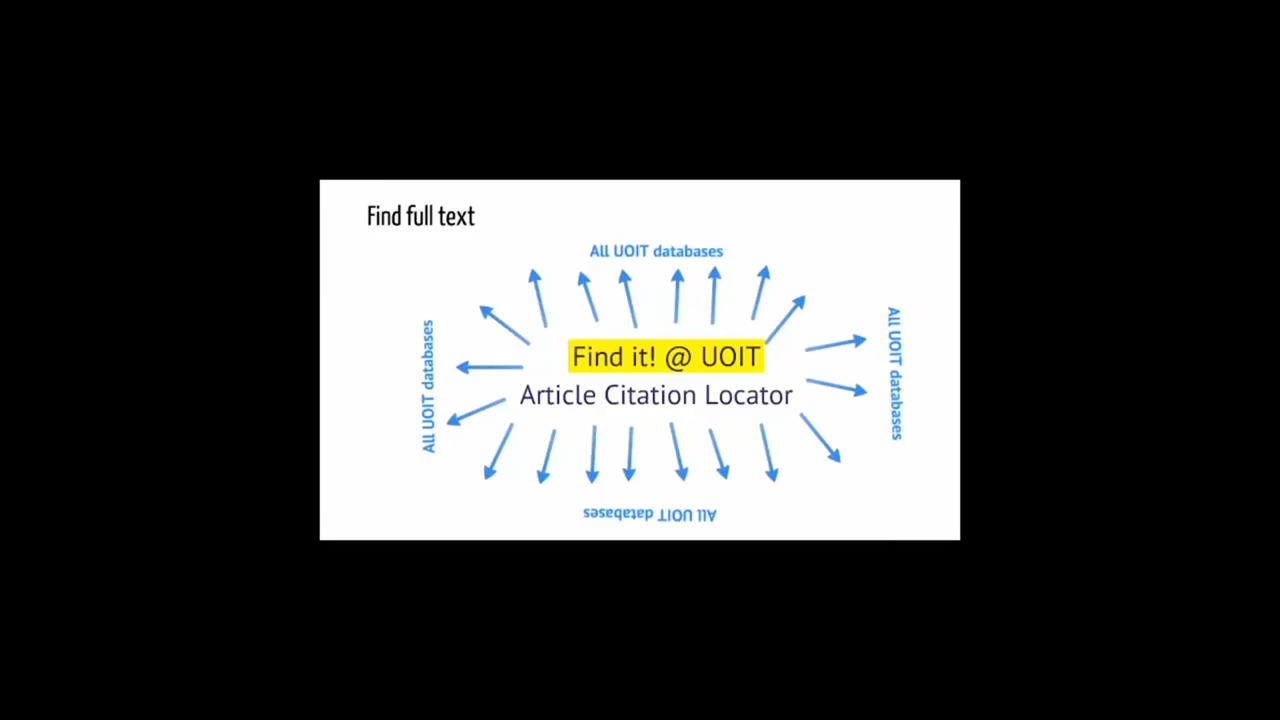 Find full text
All UOIT databases
All UOIT databases
Find it! @ UOIT
Article Citation Locator
All UOIT databases
All UOIT databases